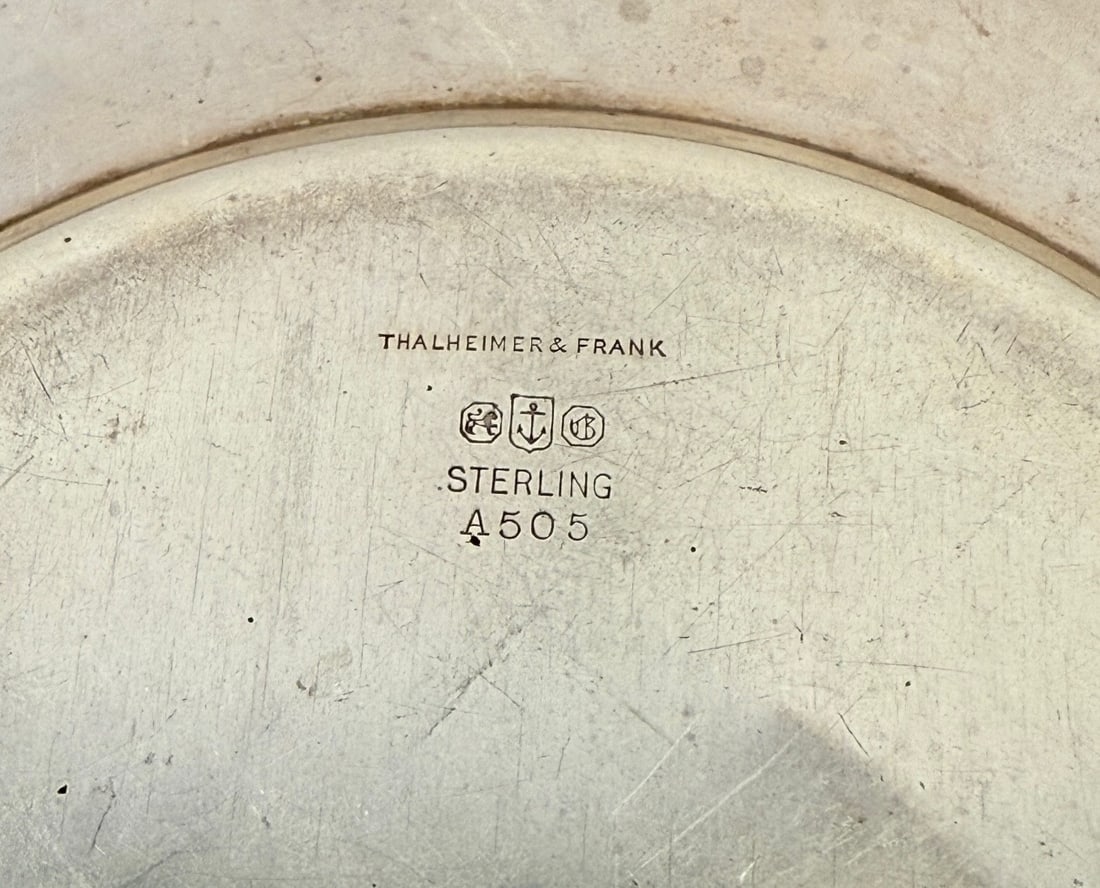 THALHEIMER & FRANK
STERLING
A505